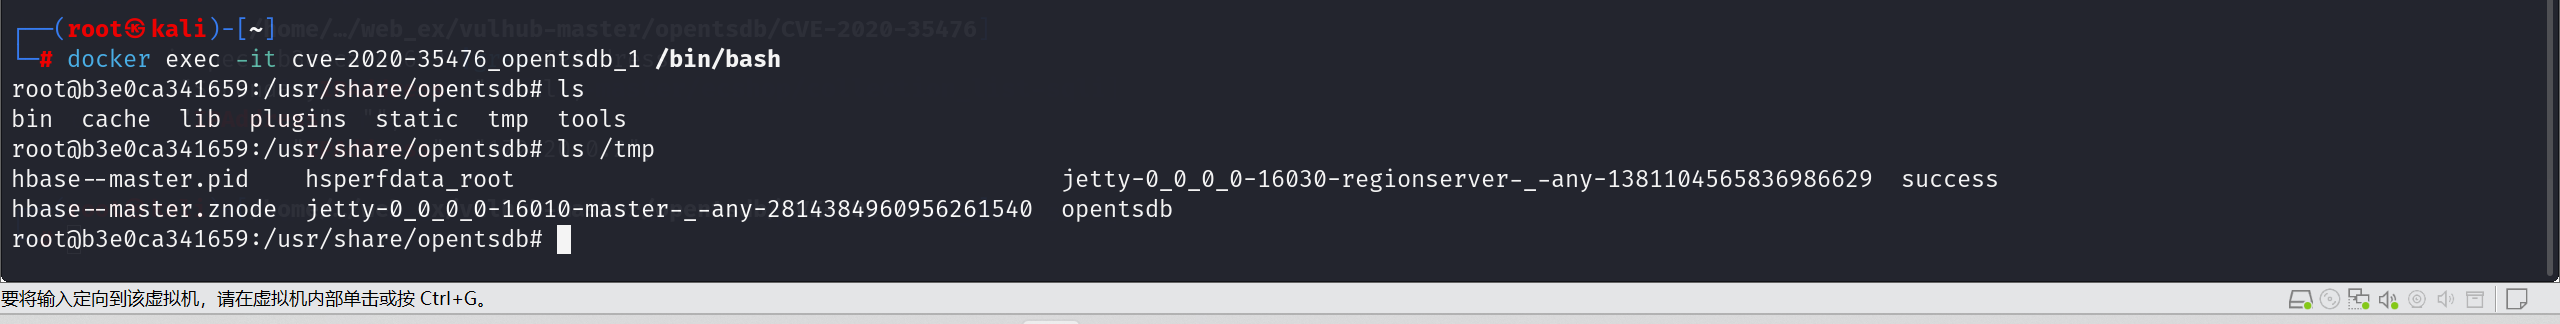 ┌──(root㉿kali)-[~]
└─# docker exec -it cve-2020-35476_opentsdb_1 /bin/bash
root@b3e0ca341659:/usr/share/opentsdb# ls
bin  cache  lib  plugins  static  tmp  tools
root@b3e0ca341659:/usr/share/opentsdb# ls /tmp
hbase--master.pid    hsperfdata_root                                       jetty-0_0_0_0-16030-regionserver-_-any-1381104565836986629  success
hbase--master.znode  jetty-0_0_0_0-16010-master-_-any-2814384960956261540  opentsdb
root@b3e0ca341659:/usr/share/opentsdb#
要将输入定向到该虚拟机，请在虚拟机内部单击或按 Ctrl+G。